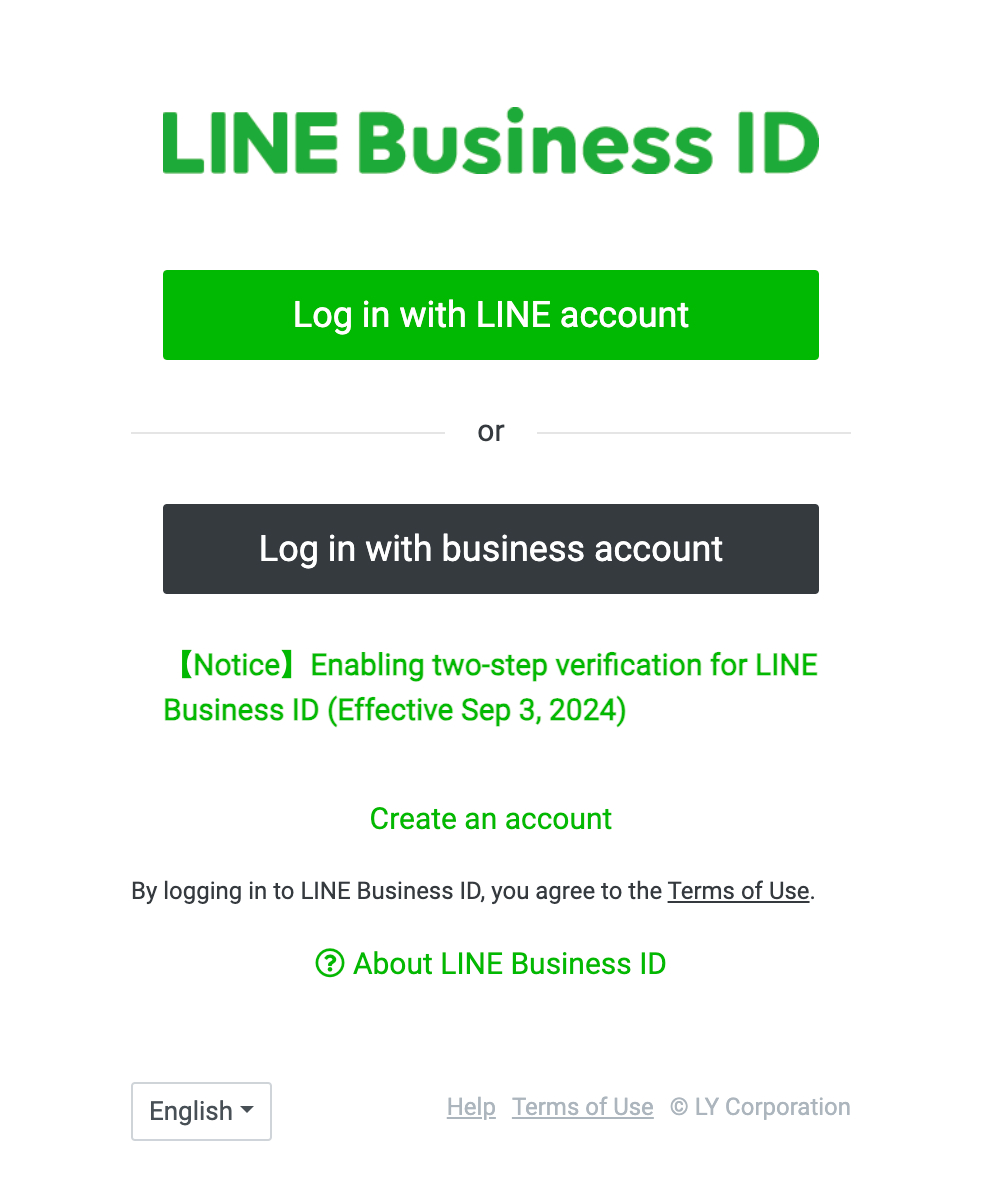 LINE Business ID
Log in with LINE account
or
Log in with business account
【Notice】Enabling two-step verification for LINE
Business ID (Effective Sep 3, 2024)
Create an account
By logging in to LINE Business ID, you agree to the Terms of Use.
About LINE Business ID
English
Help Terms of Use © LY Corporation